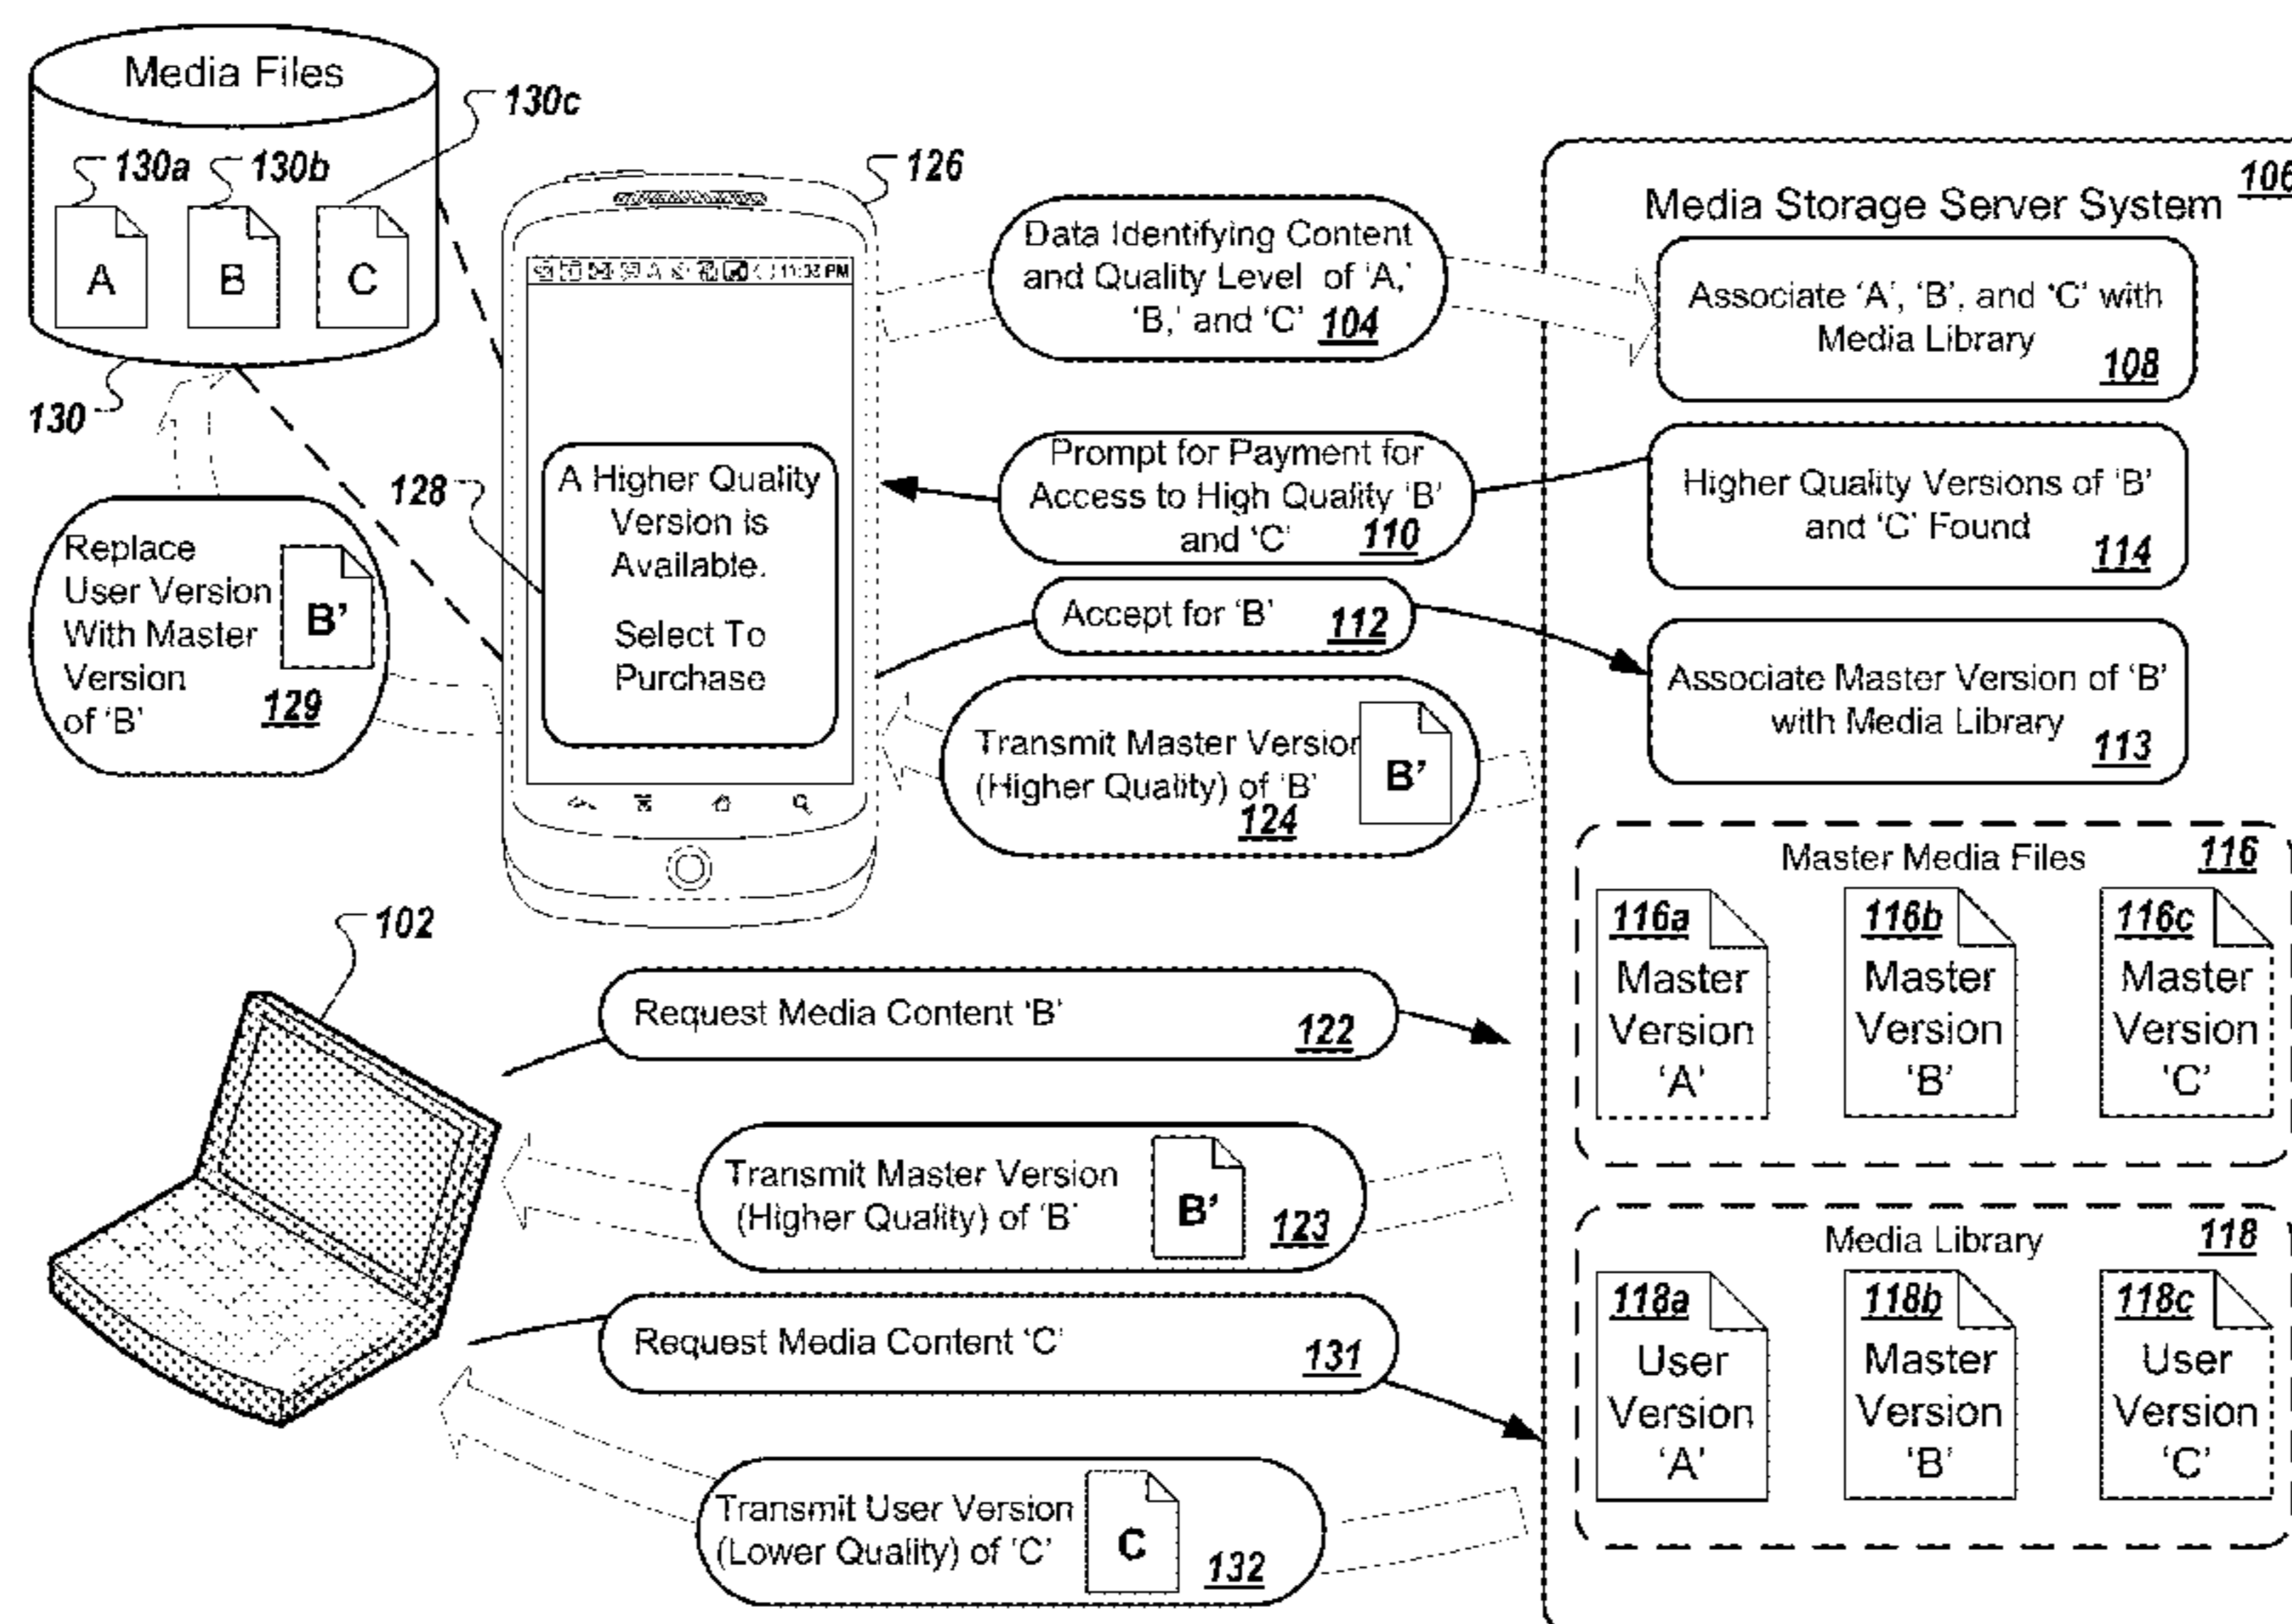 Media Files
130c
130a
130b
A
B
C
130
126
11:03 PM
128
A Higher Quality
Version is
Available.
Select To
Purchase
Replace
User Version
With Master
Version
of 'B'
B'
129
Data Identifying Content
and Quality Level of 'A,'
'B,' and 'C' 104
Prompt for Payment for
Access to High Quality 'B'
and 'C' 110
Accept for 'B' 112
Transmit Master Version
(Higher Quality) of 'B'
124
B'
106
Media Storage Server System
Associate 'A', 'B', and 'C' with
Media Library
108
Higher Quality Versions of 'B'
and 'C' Found
114
Associate Master Version of 'B'
with Media Library
113
Master Media Files 116
116a
Master
Version
'A'
116b
Master
Version
'B'
116c
Master
Version
'C'
Media Library 118
118a
User
Version
'A'
118b
Master
Version
'B'
118c
User
Version
'C'
102
Request Media Content 'B'
122
Transmit Master Version
(Higher Quality) of 'B'
B'
123
Request Media Content 'C'
131
Transmit User Version
(Lower Quality) of 'C'
C
132